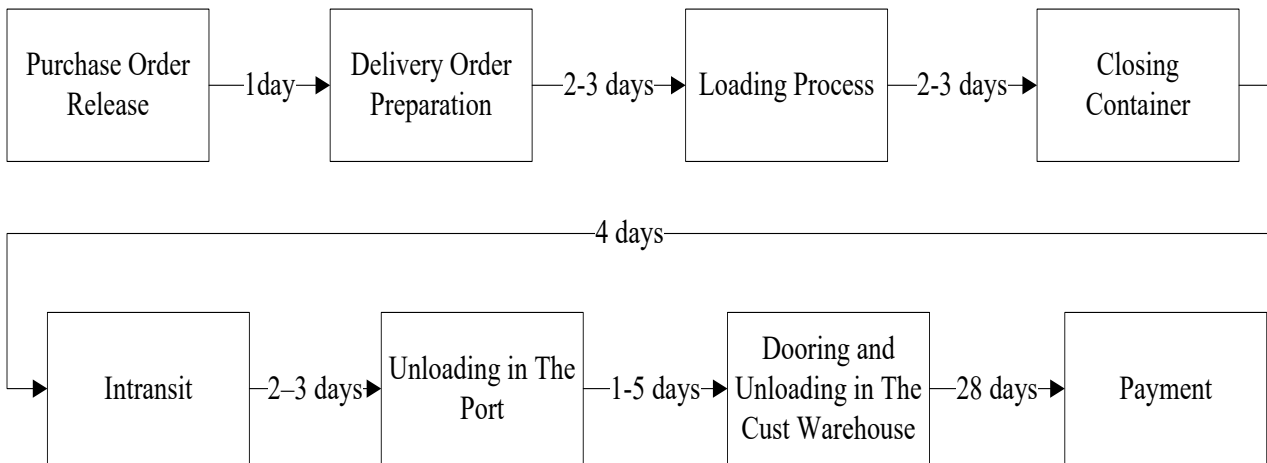 Purchase Order
Release
1day
Delivery Order
Preparation
2-3 days
Loading Process
2-3 days
Closing
Container
4 days
Intransit
2–3 days
Unloading in The
Port
1-5 days
Dooring and
Unloading in The
Cust Warehouse
28 days
Payment